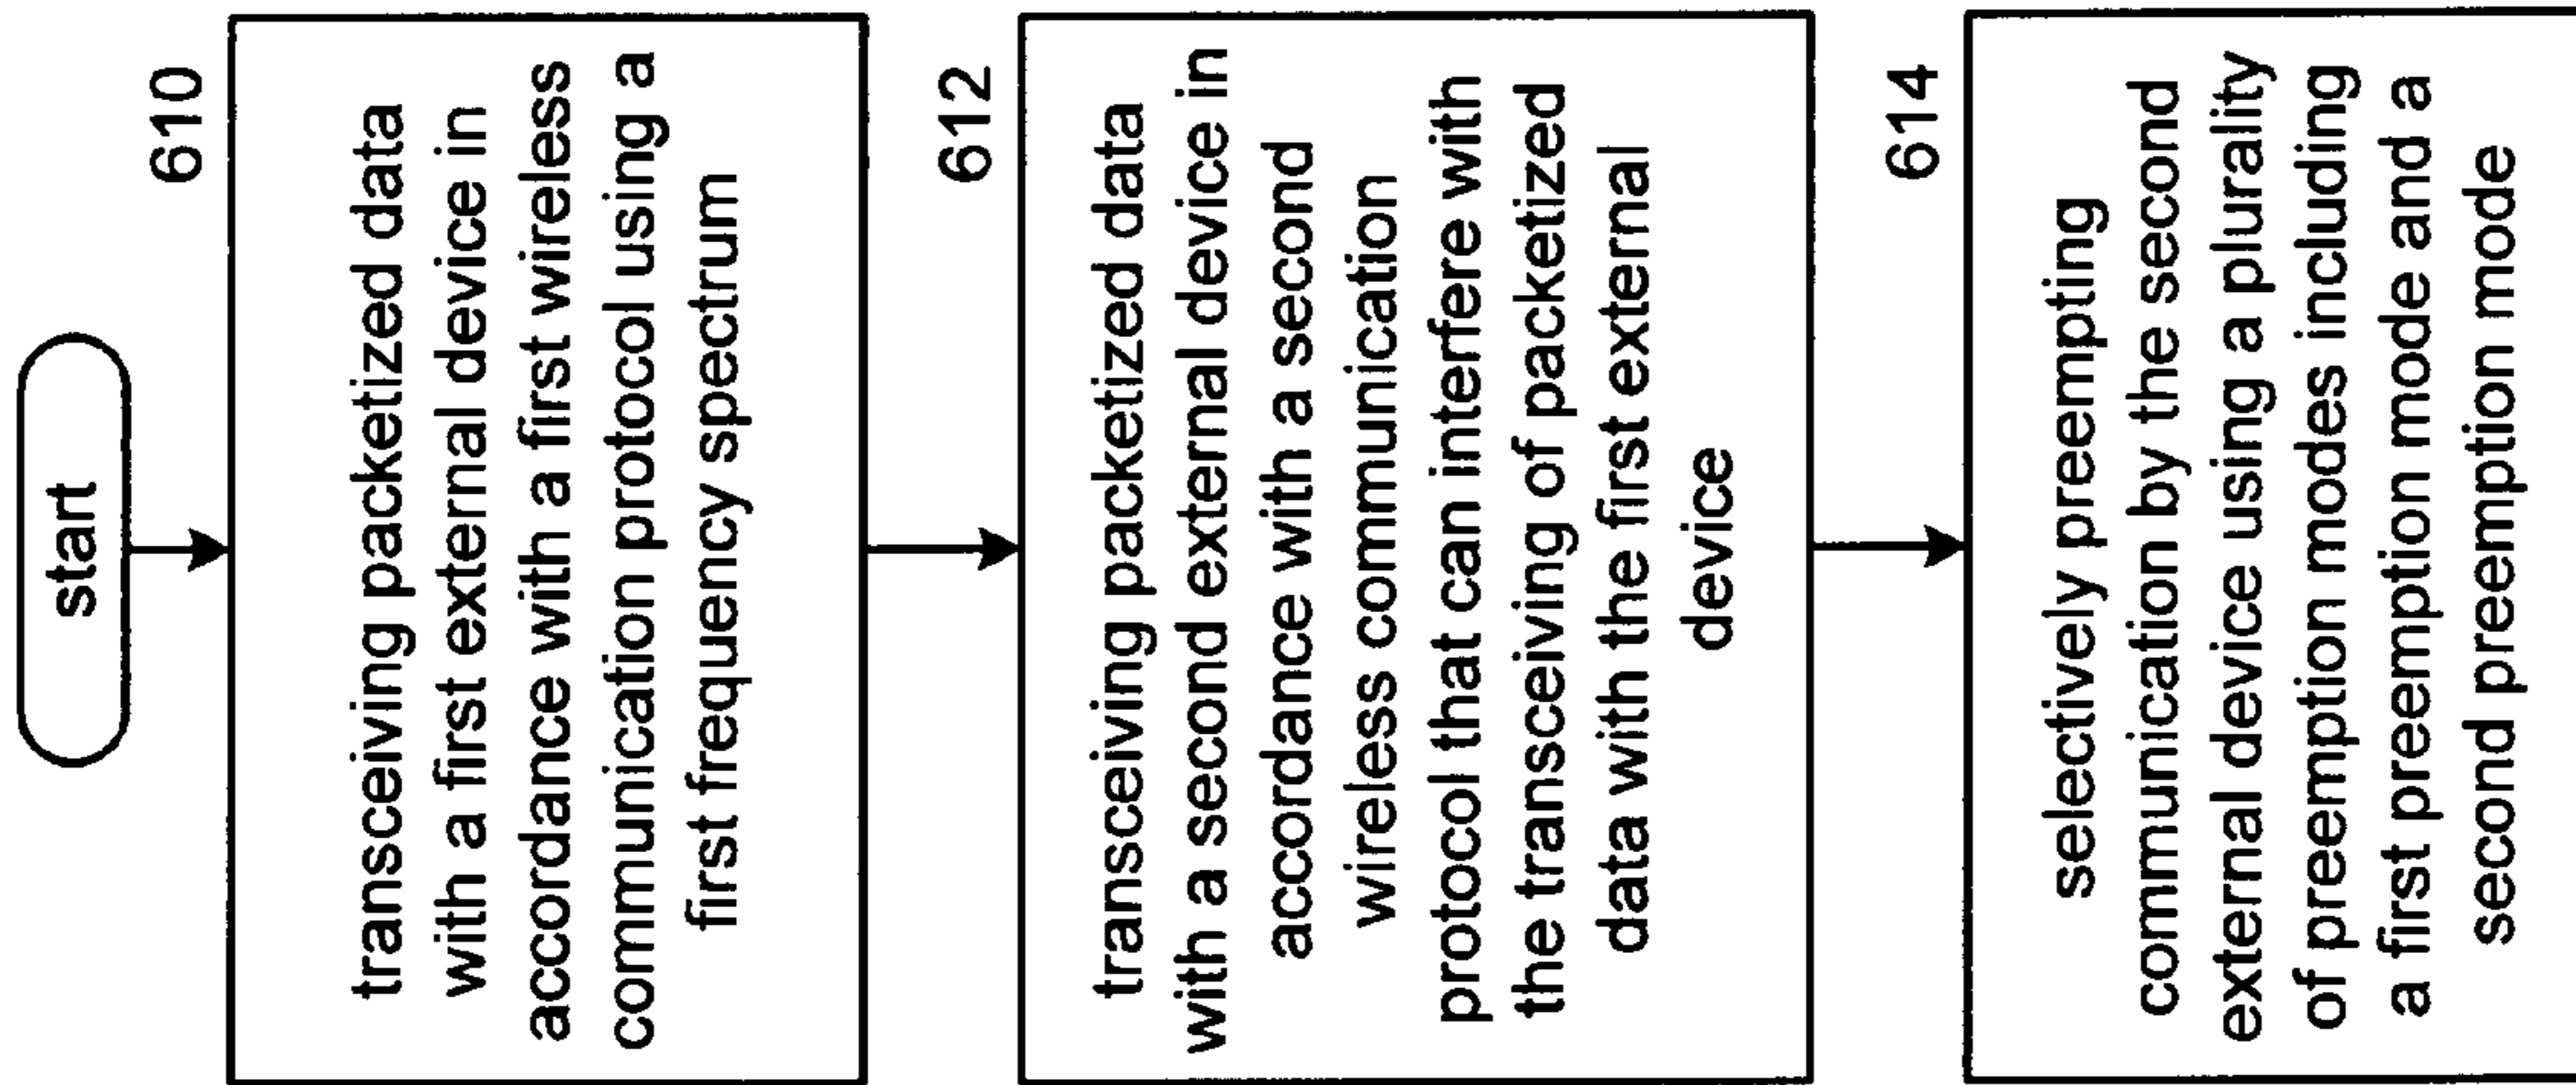 start
610
transceiving packetized data
with a first external device in
accordance with a first wireless
communication protocol using a
first frequency spectrum
612
transceiving packetized data
with a second external device in
accordance with a second
wireless communication
protocol that can interfere with
the transceiving of packetized
data with the first external
device
614
selectively preempting
communication by the second
external device using a plurality
of preemption modes including
a first preemption mode and a
second preemption mode